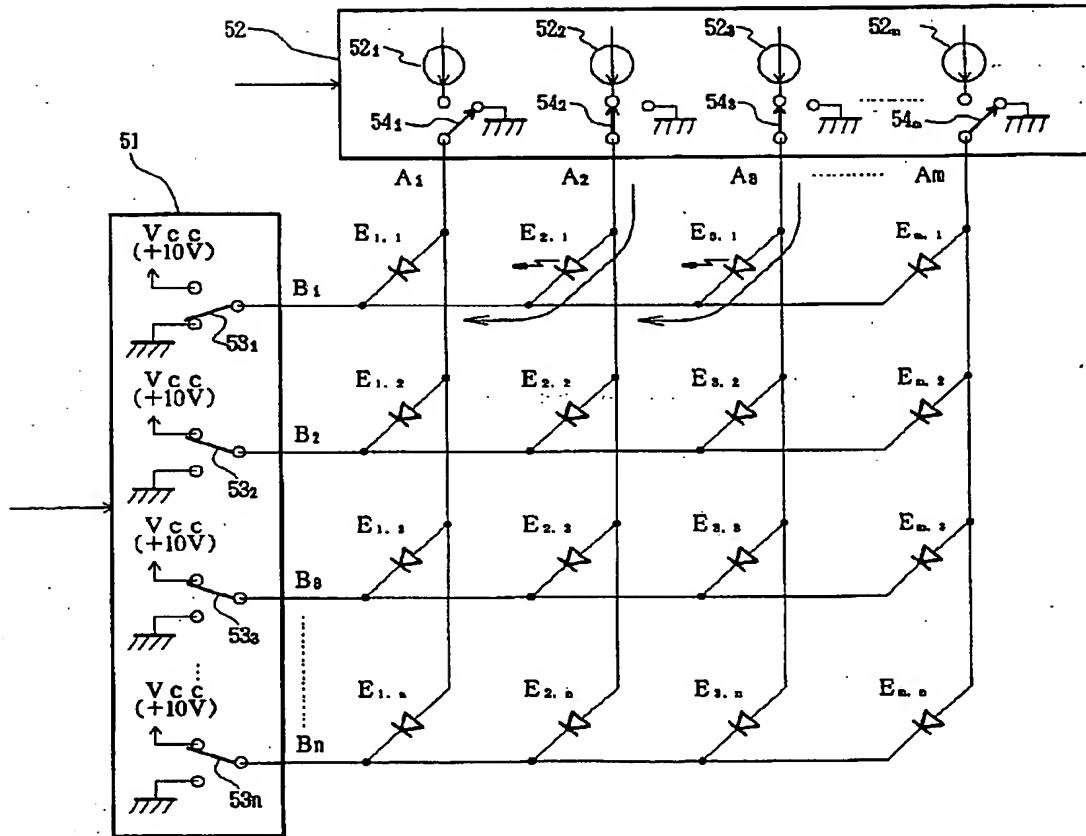 52 52₁ 52₂ 52₃ 52m
54₁ 54₂ 54₃ 54m
51
A₁ A₂ A₃ Am
Vcc
(+10V)
E₁.₁ E₂.₁ E₃.₁ Em.₁
B₁
53₁
Vcc
(+10V)
E₁.₂ E₂.₂ E₃.₂ Em.₂
B₂
53₂
Vcc
(+10V)
E₁.₃ E₂.₃ E₃.₃ Em.₃
B₃
53₃
Vcc
(+10V)
E₁.n E₂.n E₃.n Em.n
Bn
53n